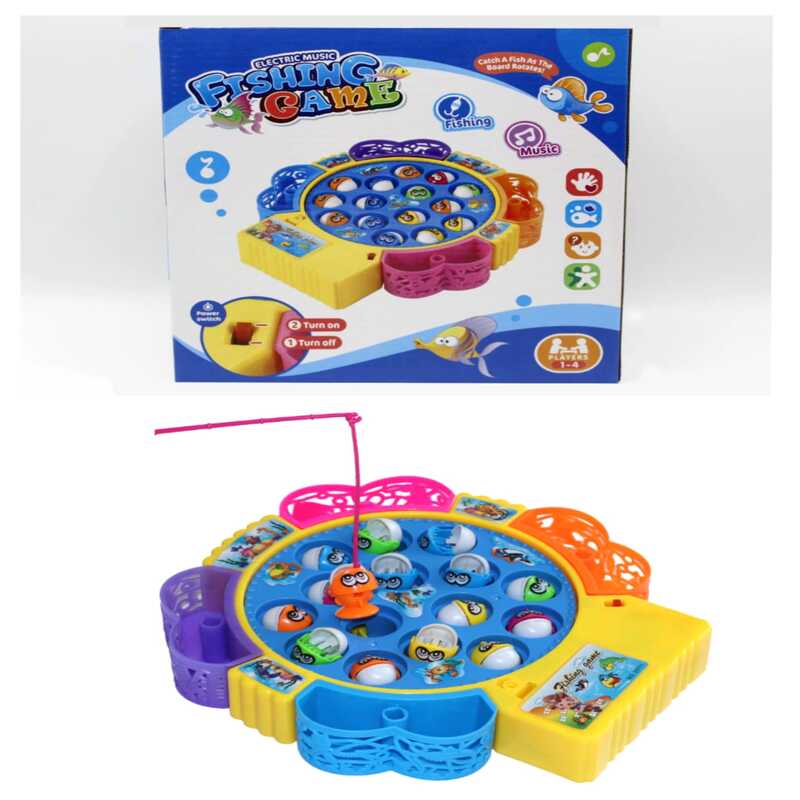 ELECTRIC MUSIC
FISHING
GAME
Catch A Fish As The
Board Rotates!
Fishing
Music
Power
switch
2 Turn on
1 Turn off
PLAYERS
1-4
Fishing game